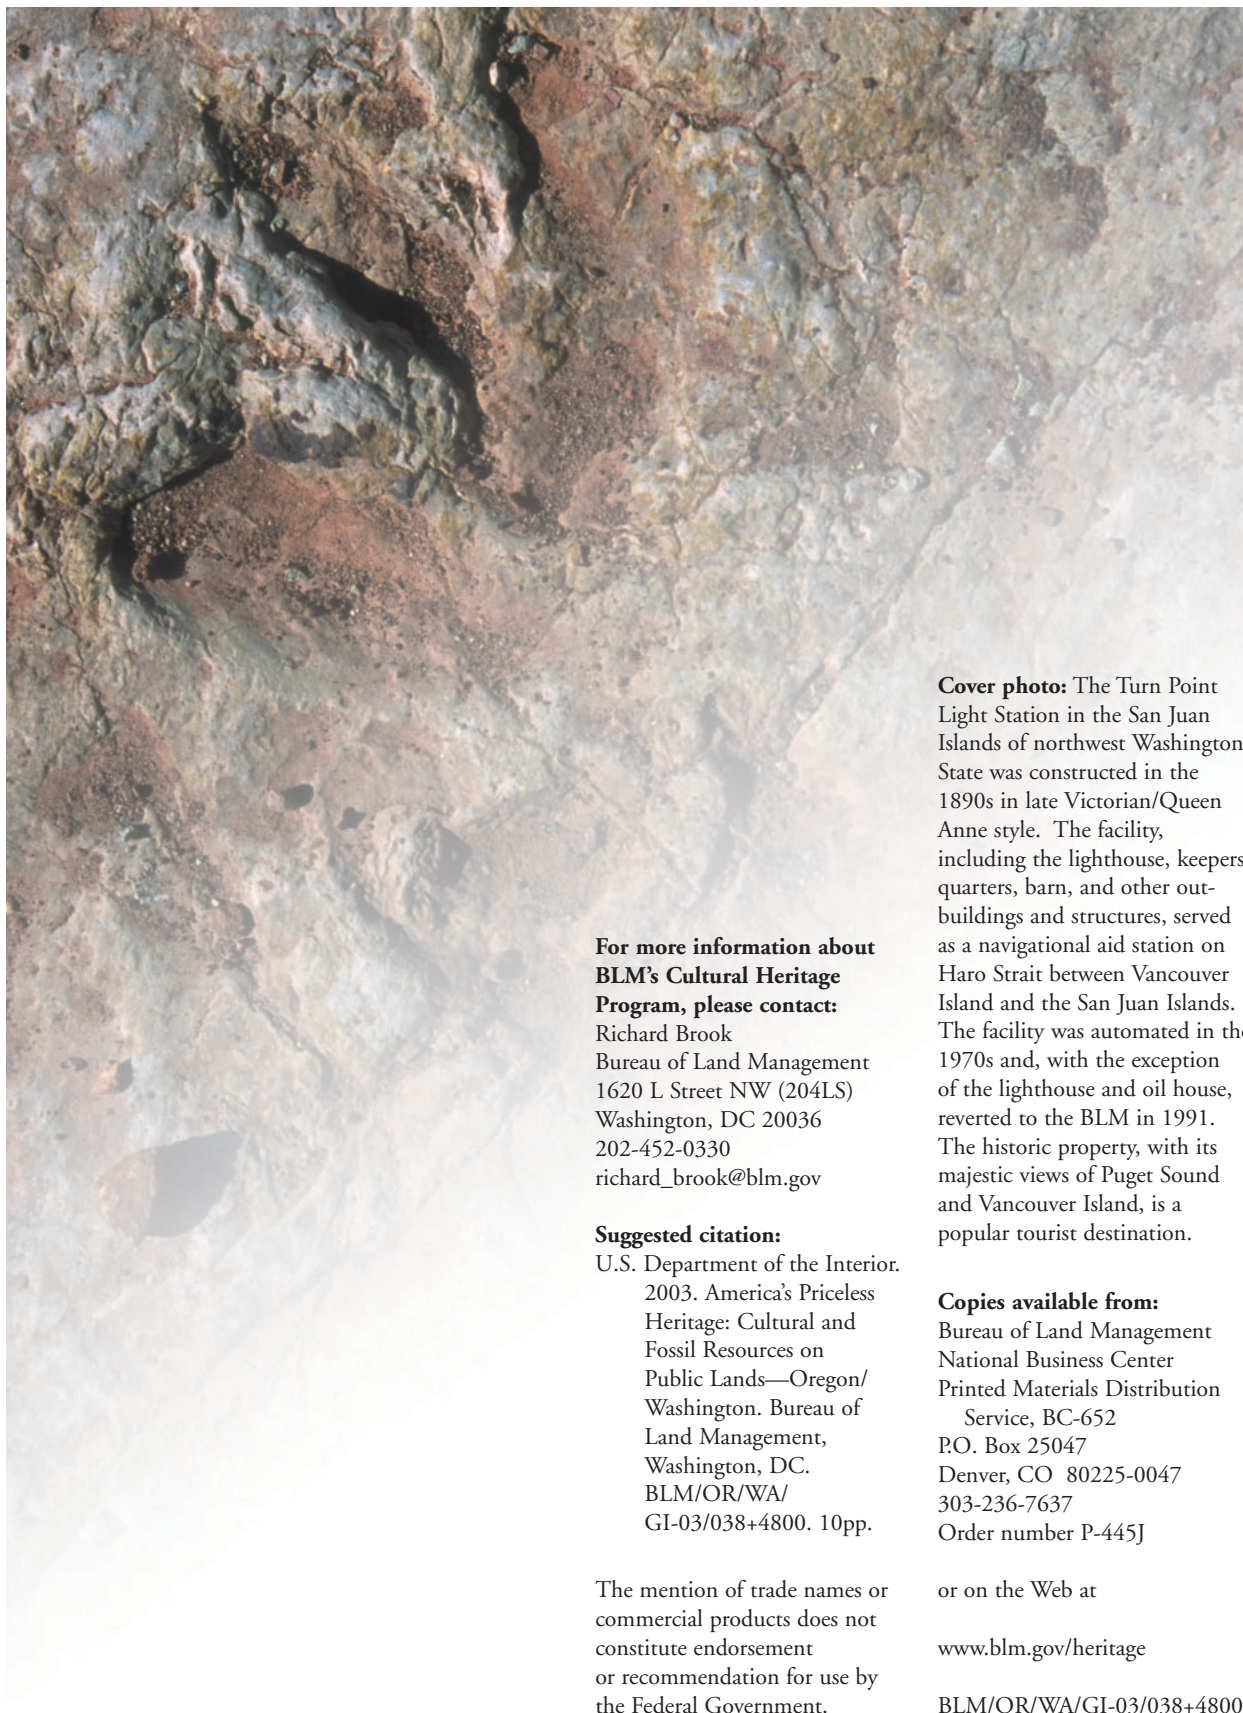 For more information about
BLM's Cultural Heritage
Program, please contact:
Richard Brook
Bureau of Land Management
1620 L Street NW (204LS)
Washington, DC 20036
202-452-0330
richard_brook@blm.gov
Suggested citation:
U.S. Department of the Interior.
2003. America's Priceless
Heritage: Cultural and
Fossil Resources on
Public Lands—Oregon/
Washington. Bureau of
Land Management,
Washington, DC.
BLM/OR/WA/
GI-03/038+4800. 10pp.
The mention of trade names or
commercial products does not
constitute endorsement
or recommendation for use by
the Federal Government.
Cover photo: The Turn Point
Light Station in the San Juan
Islands of northwest Washington
State was constructed in the
1890s in late Victorian/Queen
Anne style. The facility,
including the lighthouse, keepers
quarters, barn, and other out-
buildings and structures, served
as a navigational aid station on
Haro Strait between Vancouver
Island and the San Juan Islands.
The facility was automated in the
1970s and, with the exception
of the lighthouse and oil house,
reverted to the BLM in 1991.
The historic property, with its
majestic views of Puget Sound
and Vancouver Island, is a
popular tourist destination.
Copies available from:
Bureau of Land Management
National Business Center
Printed Materials Distribution
Service, BC-652
P.O. Box 25047
Denver, CO 80225-0047
303-236-7637
Order number P-445J
or on the Web at
www.blm.gov/heritage
BLM/OR/WA/GI-03/038+4800